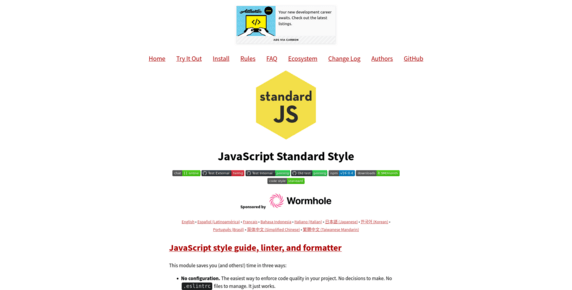 Your new development career
awaits. Check out the latest
listings.
ADS VIA CARBON
Home Try It Out Install Rules FAQ Ecosystem Change Log Authors GitHub
standard
JS
JavaScript Standard Style
Sponsored by Wormhole
English • Español (Latinoamérica) • Français • Bahasa Indonesia • Italiano (Italian) • 日本語 (Japanese) • 한국어 (Korean) •
Português (Brasil) • 简体中文 (Simplified Chinese) • 繁體中文 (Taiwanese Mandarin)
JavaScript style guide, linter, and formatter
This module saves you (and others!) time in three ways:
• No configuration. The easiest way to enforce code quality in your project. No decisions to make. No
.eslintrc files to manage. It just works.